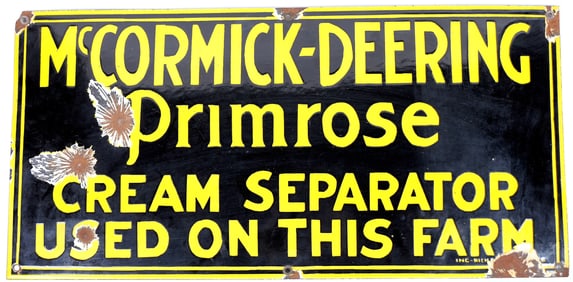 McCORMICK-DEERING
Primrose
CREAM SEPARATOR
USED ON THIS FARM